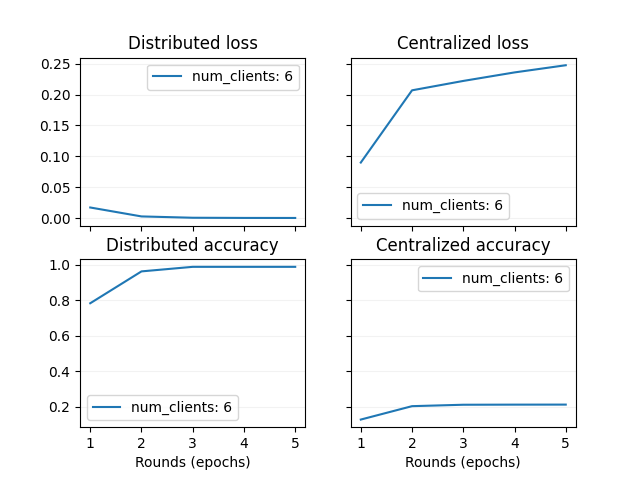 Distributed loss
Centralized loss
0.25
0.20
0.15
0.10
0.05
0.00
num_clients: 6
num_clients: 6
Distributed accuracy
Centralized accuracy
1.0
0.8
0.6
0.4
0.2
num_clients: 6
num_clients: 6
1 2 3 4 5
1 2 3 4 5
Rounds (epochs)
Rounds (epochs)